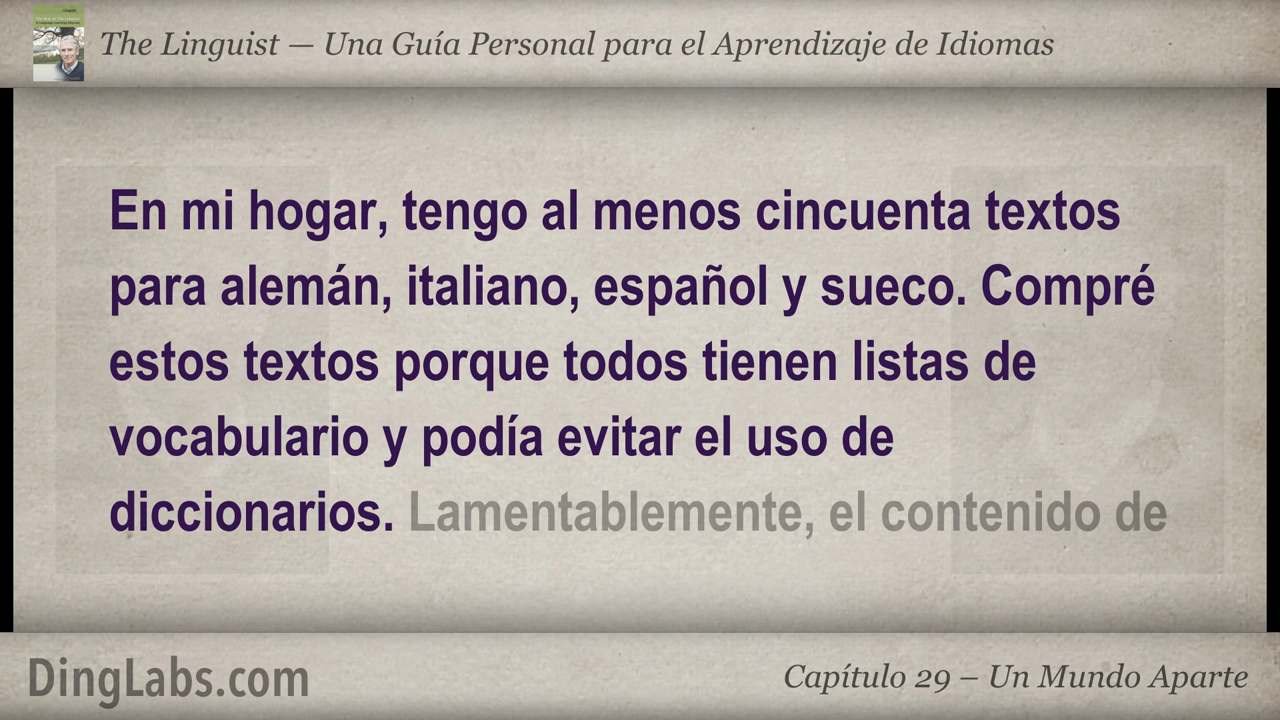 The Linguist — Una Guía Personal para el Aprendizaje de Idiomas
En mi hogar, tengo al menos cincuenta textos
para alemán, italiano, español y sueco. Compré
estos textos porque todos tienen listas de
vocabulario y podía evitar el uso de
diccionarios. Lamentablemente, el contenido de
DingLabs.com
Capítulo 29 – Un Mundo Aparte